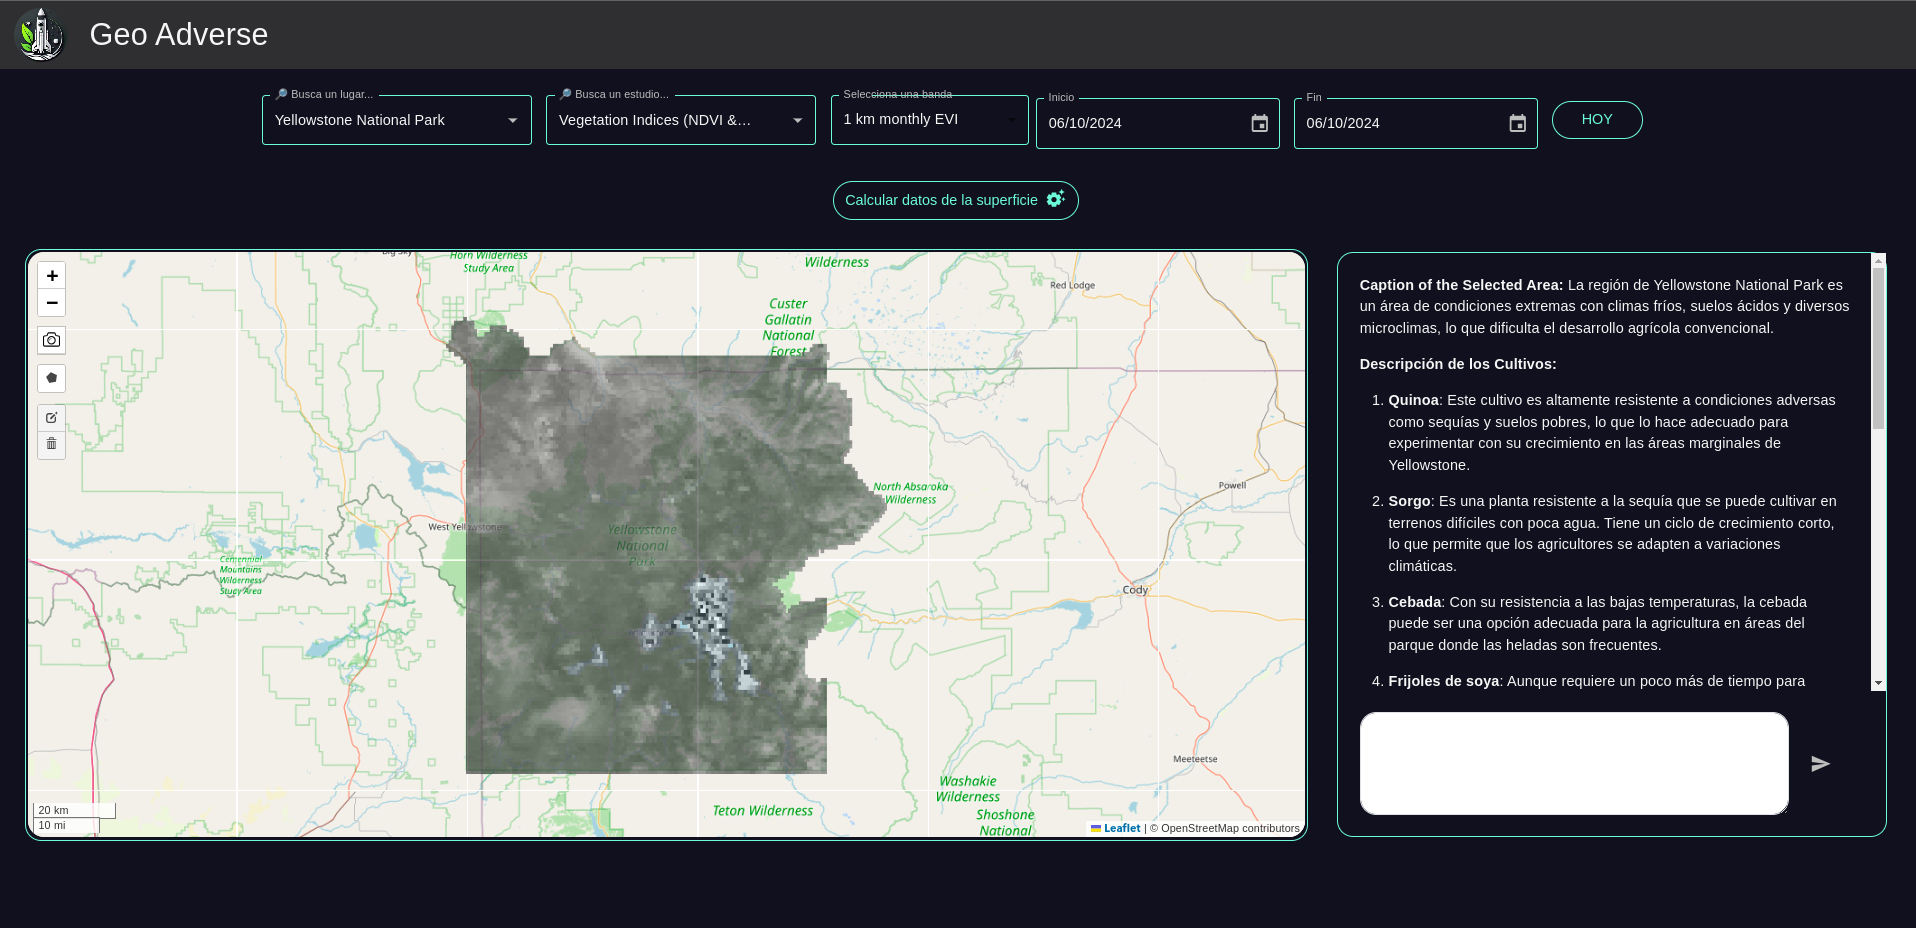 Geo Adverse
🔎 Busca un lugar...
Yellowstone National Park
🔎 Busca un estudio...
Vegetation Indices (NDVI &...
Selecciona una banda
1 km monthly EVI
Inicio
06/10/2024
Fin
06/10/2024
HOY
Calcular datos de la superficie
+
−
Big Sky
Horn Wilderness
Study Area
Wilderness
Red Lodge
Custer
Gallatin
National
Forest
North Absaroka
Wilderness
Powell
West Yellowstone
Yellowstone
National
Park
Centennial
Mountains
Wilderness
Study Area
Cody
Meeteetse
Washakie
Wilderness
Teton Wilderness
Shoshone
National
20 km
10 mi
Leaflet | © OpenStreetMap contributors
Caption of the Selected Area: La región de Yellowstone National Park es
un área de condiciones extremas con climas fríos, suelos ácidos y diversos
microclimas, lo que dificulta el desarrollo agrícola convencional.
Descripción de los Cultivos:
1. Quinoa: Este cultivo es altamente resistente a condiciones adversas
como sequías y suelos pobres, lo que lo hace adecuado para
experimentar con su crecimiento en las áreas marginales de
Yellowstone.
2. Sorgo: Es una planta resistente a la sequía que se puede cultivar en
terrenos difíciles con poca agua. Tiene un ciclo de crecimiento corto,
lo que permite que los agricultores se adapten a variaciones
climáticas.
3. Cebada: Con su resistencia a las bajas temperaturas, la cebada
puede ser una opción adecuada para la agricultura en áreas del
parque donde las heladas son frecuentes.
4. Frijoles de soya: Aunque requiere un poco más de tiempo para